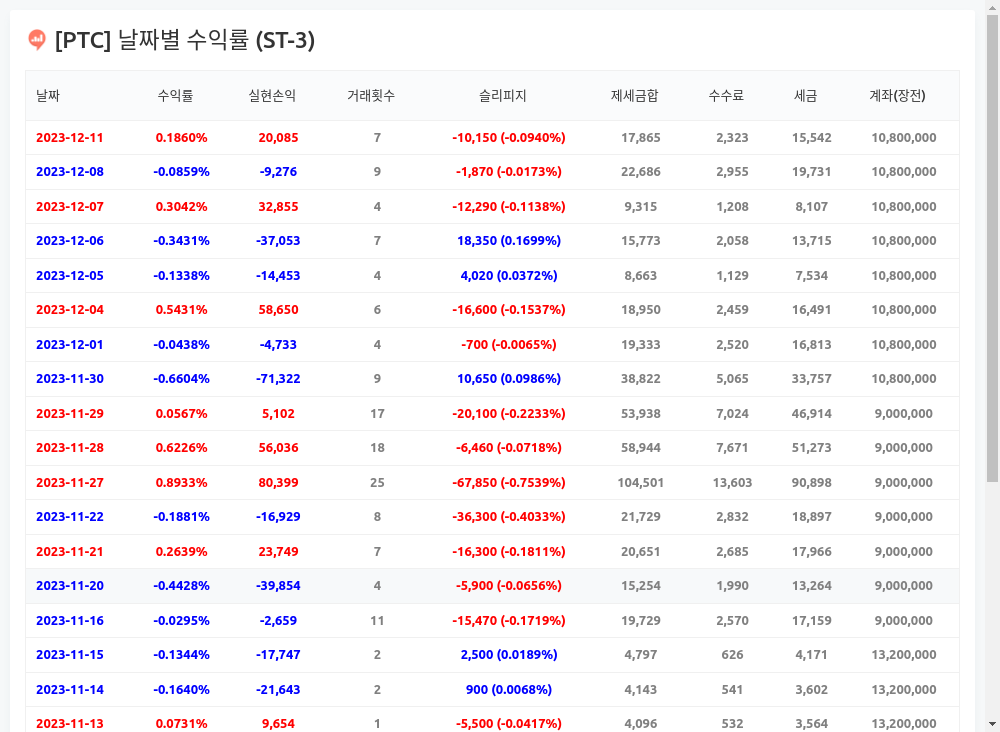 [PTC] 날짜별 수익률 (ST-3)
날짜 수익률 실현손익 거래횟수 슬리피지 제세금합 수수료 세금 계좌(장전)
2023-12-11 0.1860% 20,085 7 -10,150 (-0.0940%) 17,865 2,323 15,542 10,800,000
2023-12-08 -0.0859% -9,276 9 -1,870 (-0.0173%) 22,686 2,955 19,731 10,800,000
2023-12-07 0.3042% 32,855 4 -12,290 (-0.1138%) 9,315 1,208 8,107 10,800,000
2023-12-06 -0.3431% -37,053 7 18,350 (0.1699%) 15,773 2,058 13,715 10,800,000
2023-12-05 -0.1338% -14,453 4 4,020 (0.0372%) 8,663 1,129 7,534 10,800,000
2023-12-04 0.5431% 58,650 6 -16,600 (-0.1537%) 18,950 2,459 16,491 10,800,000
2023-12-01 -0.0438% -4,733 4 -700 (-0.0065%) 19,333 2,520 16,813 10,800,000
2023-11-30 -0.6604% -71,322 9 10,650 (0.0986%) 38,822 5,065 33,757 10,800,000
2023-11-29 0.0567% 5,102 17 -20,100 (-0.2233%) 53,938 7,024 46,914 9,000,000
2023-11-28 0.6226% 56,036 18 -6,460 (-0.0718%) 58,944 7,671 51,273 9,000,000
2023-11-27 0.8933% 80,399 25 -67,850 (-0.7539%) 104,501 13,603 90,898 9,000,000
2023-11-22 -0.1881% -16,929 8 -36,300 (-0.4033%) 21,729 2,832 18,897 9,000,000
2023-11-21 0.2639% 23,749 7 -16,300 (-0.1811%) 20,651 2,685 17,966 9,000,000
2023-11-20 -0.4428% -39,854 4 -5,900 (-0.0656%) 15,254 1,990 13,264 9,000,000
2023-11-16 -0.0295% -2,659 11 -15,470 (-0.1719%) 19,729 2,570 17,159 9,000,000
2023-11-15 -0.1344% -17,747 2 2,500 (0.0189%) 4,797 626 4,171 13,200,000
2023-11-14 -0.1640% -21,643 2 900 (0.0068%) 4,143 541 3,602 13,200,000
2023-11-13 0.0731% 9,654 1 -5,500 (-0.0417%) 4,096 532 3,564 13,200,000